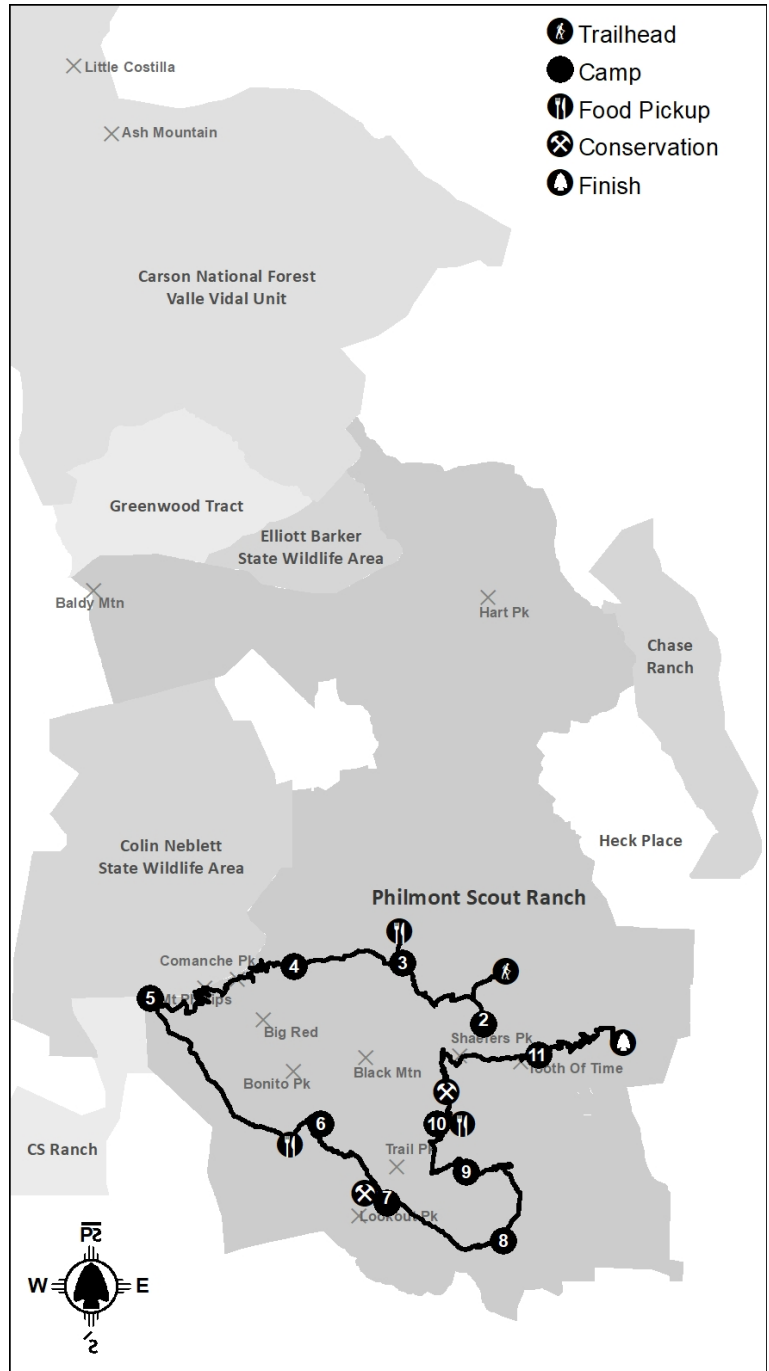 Trailhead
Camp
Food Pickup
Conservation
Finish
Little Costilla
Ash Mountain
Carson National Forest
Valle Vidal Unit
Greenwood Tract
Elliott Barker
State Wildlife Area
Baldy Mtn
Hart Pk
Chase
Ranch
Colin Neblett
State Wildlife Area
Heck Place
Philmont Scout Ranch
Comanche Pk
4
3
5
Mt Phillips
2
Big Red
Shaefers Pk
11
Tooth Of Time
Black Mtn
Bonito Pk
6
10
CS Ranch
Trail Pk
9
7
Lookout Pk
8
W
E